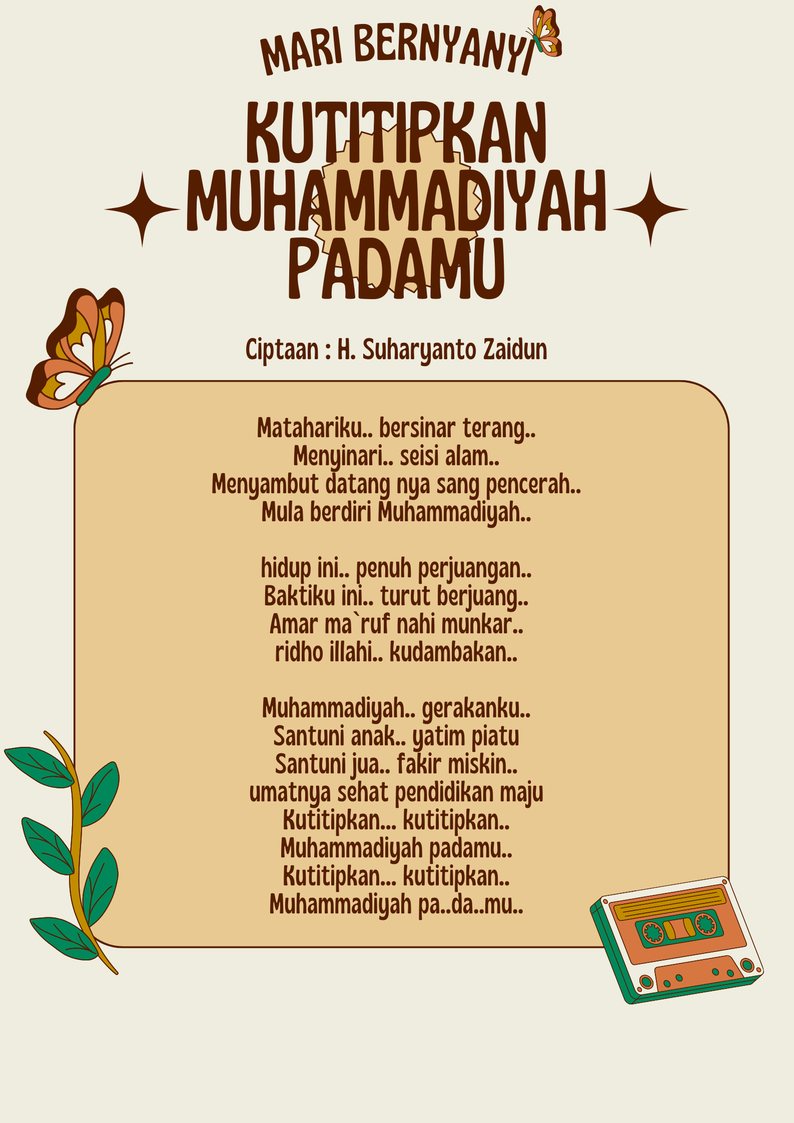 MARI BERNYANYI
KUTITIPKAN
MUHAMMADIYAH
PADAMU
Ciptaan : H. Suharyanto Zaidun
Matahariku.. bersinar terang..
Menyinari.. seisi alam..
Menyambut datang nya sang pencerah..
Mula berdiri Muhammadiyah..
hidup ini.. penuh perjuangan..
Baktiku ini.. turut berjuang..
Amar ma`ruf nahi munkar..
ridho illahi.. kudambakan..
Muhammadiyah.. gerakanku..
Santuni anak.. yatim piatu
Santuni jua.. fakir miskin..
umatnya sehat pendidikan maju
Kutitipkan... kutitipkan..
Muhammadiyah padamu..
Kutitipkan... kutitipkan..
Muhammadiyah pa..da..mu..